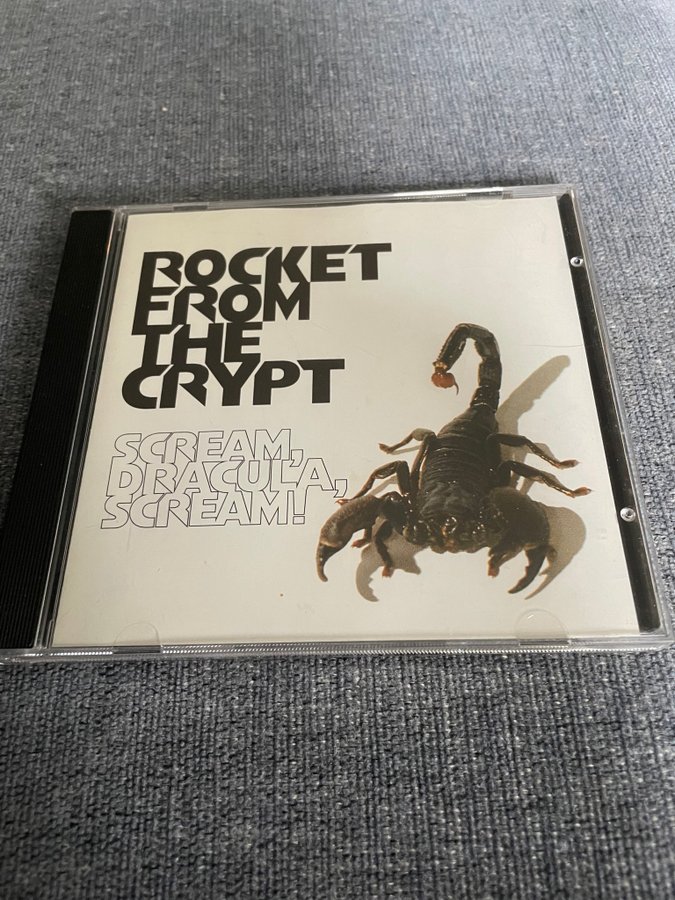 ROCKET
FROM
THE
CRYPT
SCREAM,
DRACULA,
SCREAM!